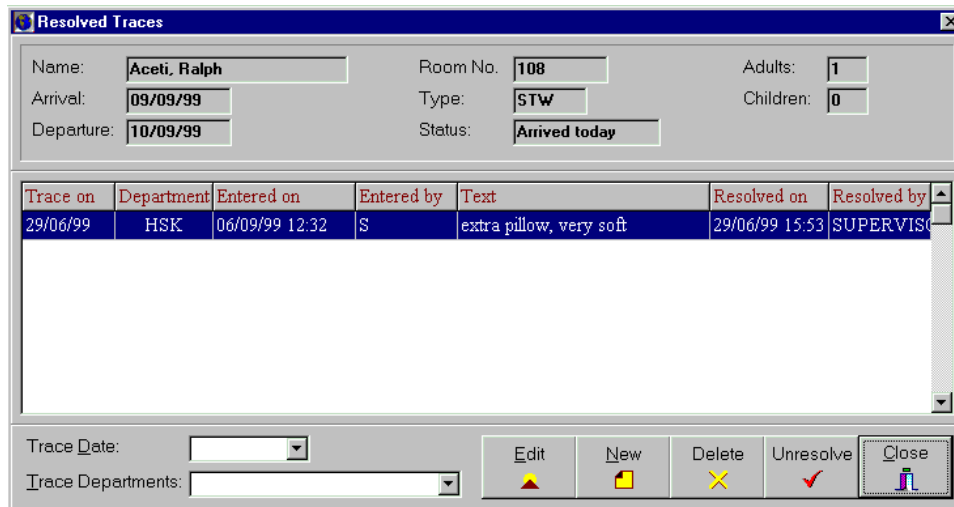 Resolved Traces
Name: Aceti, Ralph Room No. 108 Adults: 1
Arrival: 09/09/99 Type: STW Children: 0
Departure: 10/09/99 Status: Arrived today
Trace on Department Entered on Entered by Text Resolved on Resolved by
29/06/99 HSK 06/09/99 12:32 S extra pillow, very soft 29/06/99 15:53 SUPERVISO
Trace Date:
Edit New Delete Unresolve Close
Trace Departments: